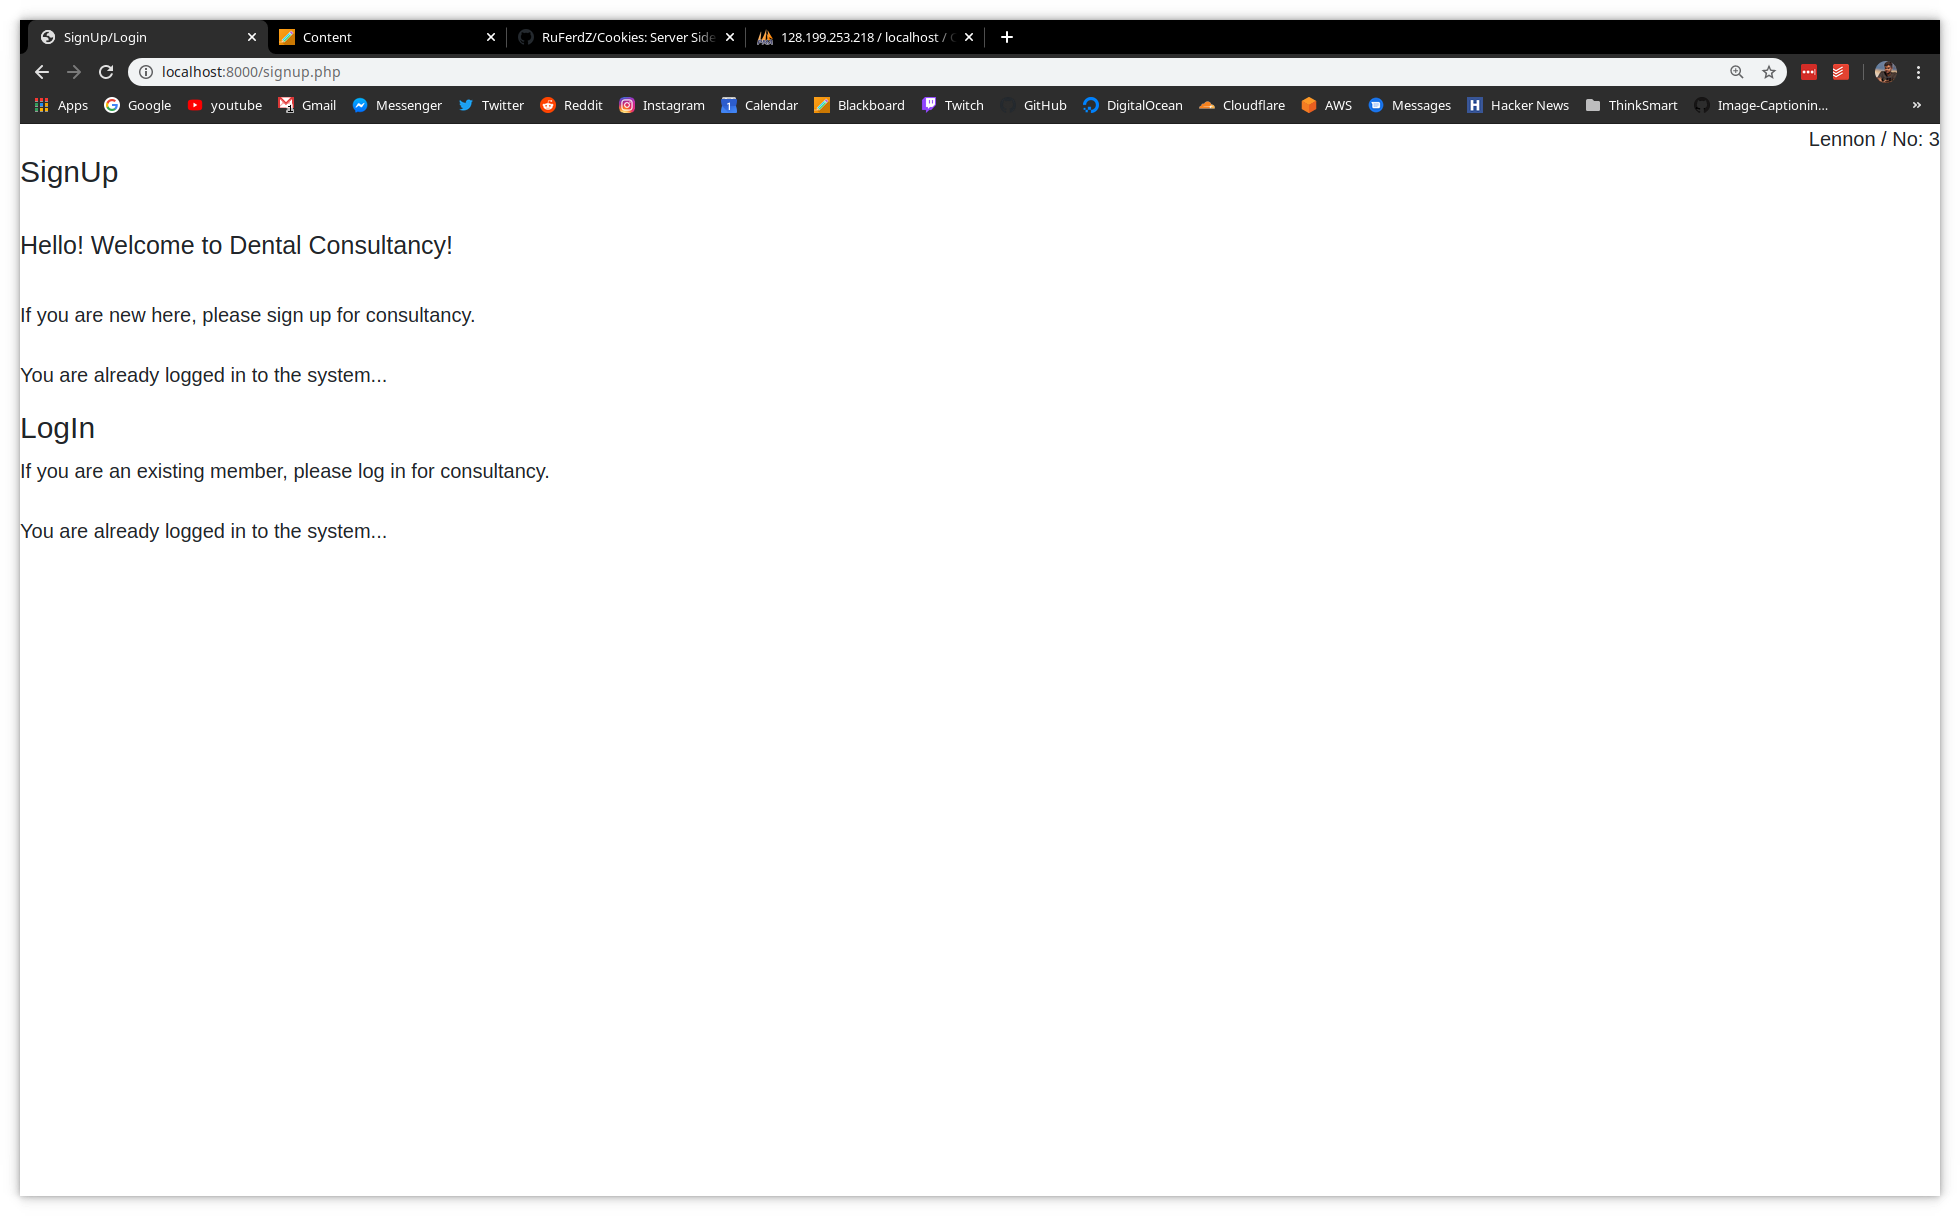 SignUp/Login
Content
RuFerdZ/Cookies: Server Side
128.199.253.218 / localhost /
localhost:8000/signup.php
Apps Google youtube Gmail Messenger Twitter Reddit Instagram Calendar Blackboard Twitch GitHub DigitalOcean Cloudflare AWS Messages Hacker News ThinkSmart Image-Captionin... »
Lennon / No: 3
SignUp
Hello! Welcome to Dental Consultancy!
If you are new here, please sign up for consultancy.
You are already logged in to the system...
LogIn
If you are an existing member, please log in for consultancy.
You are already logged in to the system...